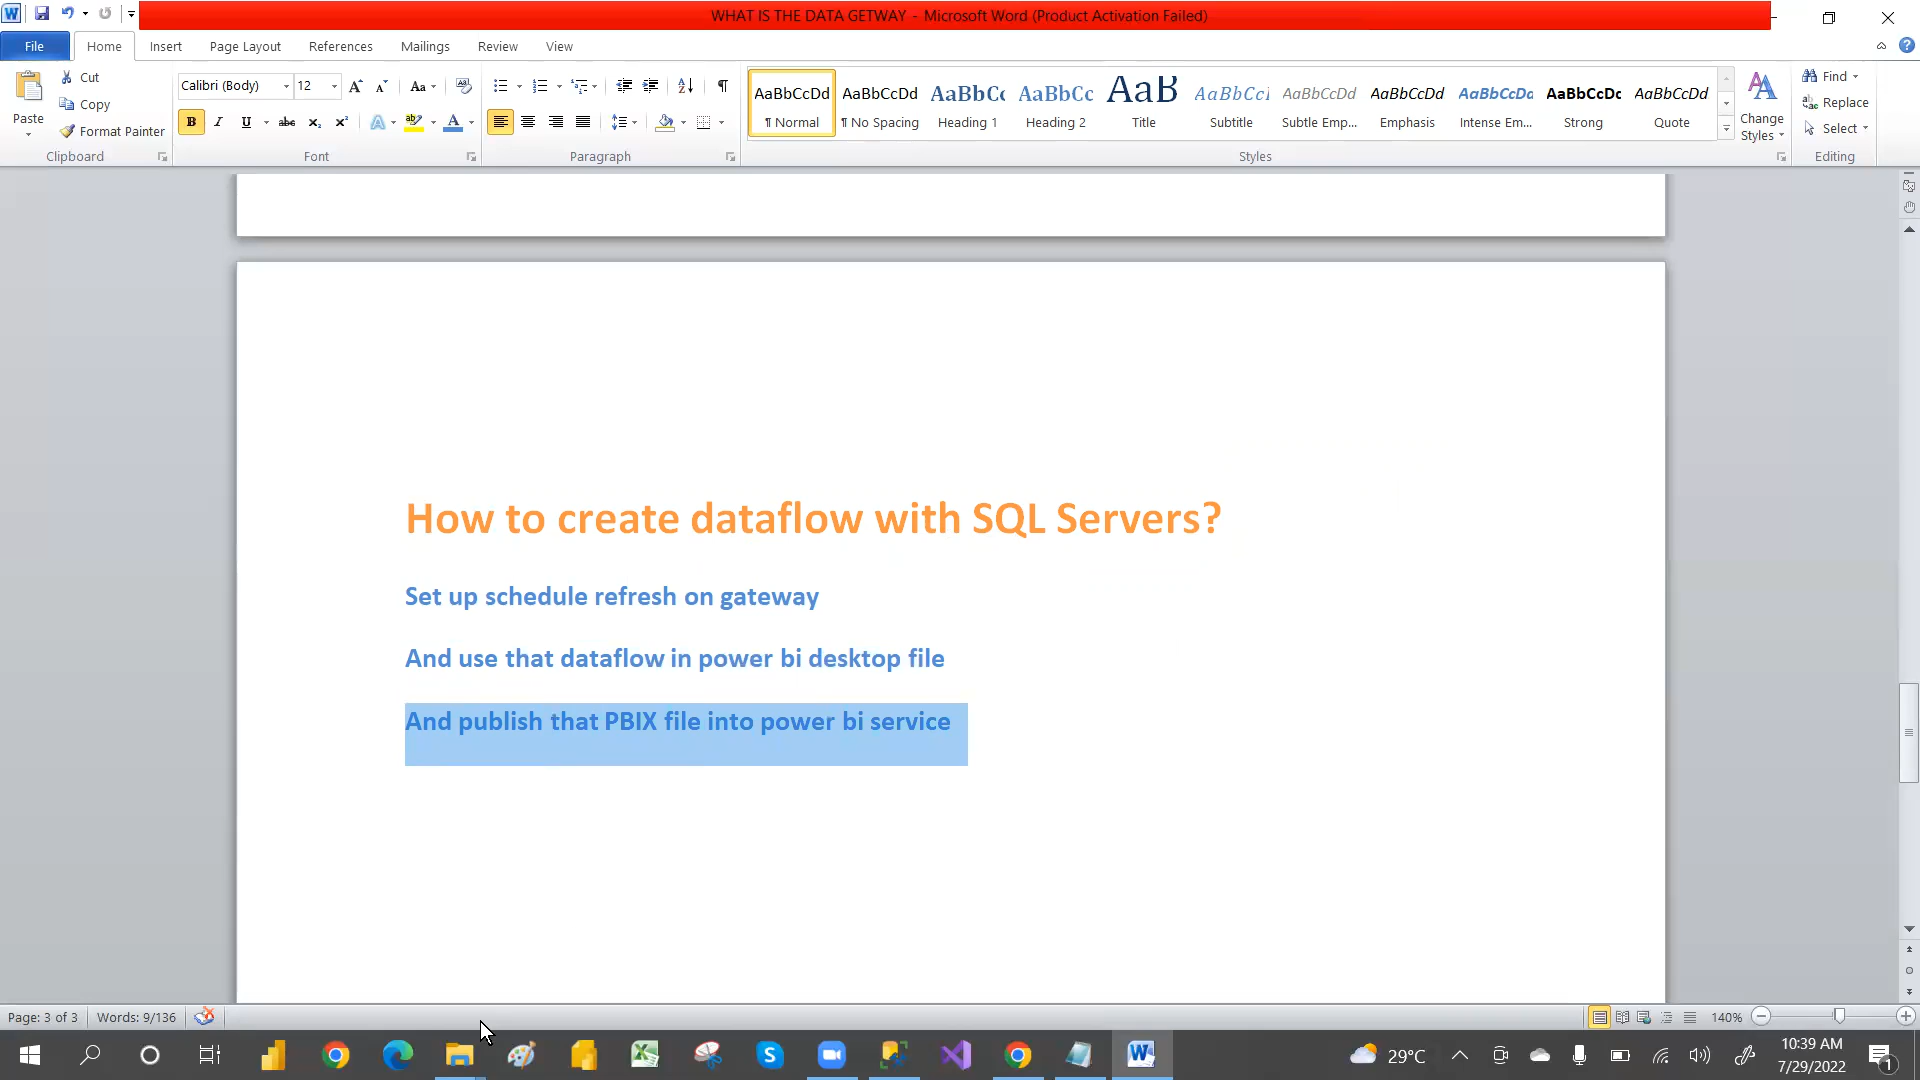 WHAT IS THE DATA GETWAY - Microsoft Word (Product Activation Failed)
File Home Insert Page Layout References Mailings Review View
Paste
Cut
Copy
Format Painter
Clipboard
Calibri (Body) 12
Font
Paragraph
AaBbCcDd AaBbCcDd AaBbCc AaBbCc AaB AaBbCcI AaBbCcDd AaBbCcDd AaBbCcDd AaBbCcDc AaBbCcDd
¶ Normal ¶ No Spacing Heading 1 Heading 2 Title Subtitle Subtle Emp... Emphasis Intense Em... Strong Quote
Styles
Change Styles
Find
Replace
Select
Editing
How to create dataflow with SQL Servers?
Set up schedule refresh on gateway
And use that dataflow in power bi desktop file
And publish that PBIX file into power bi service
Page: 3 of 3 Words: 9/136 140%
29°C
10:39 AM
7/29/2022
1